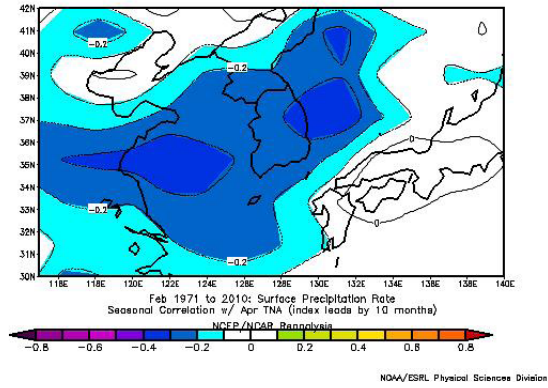 42N
41N
40N
39N
38N
37N
36N
35N
34N
33N
32N
31N
30N
-0.2
-0.2
-0.2
-0.2
0
0
116E 118E 120E 122E 124E 126E 128E 130E 132E 134E 136E 138E 140E
Feb 1971 to 2010: Surface Precipitation Rate
Seasonal Correlation w/ Apr TNA (index leads by 10 months)
NCEP/NCAR Reanalysis
-0.8 -0.6 -0.4 -0.2 0 0.2 0.4 0.6 0.8
NOAA/ESRL Physical Sciences Division